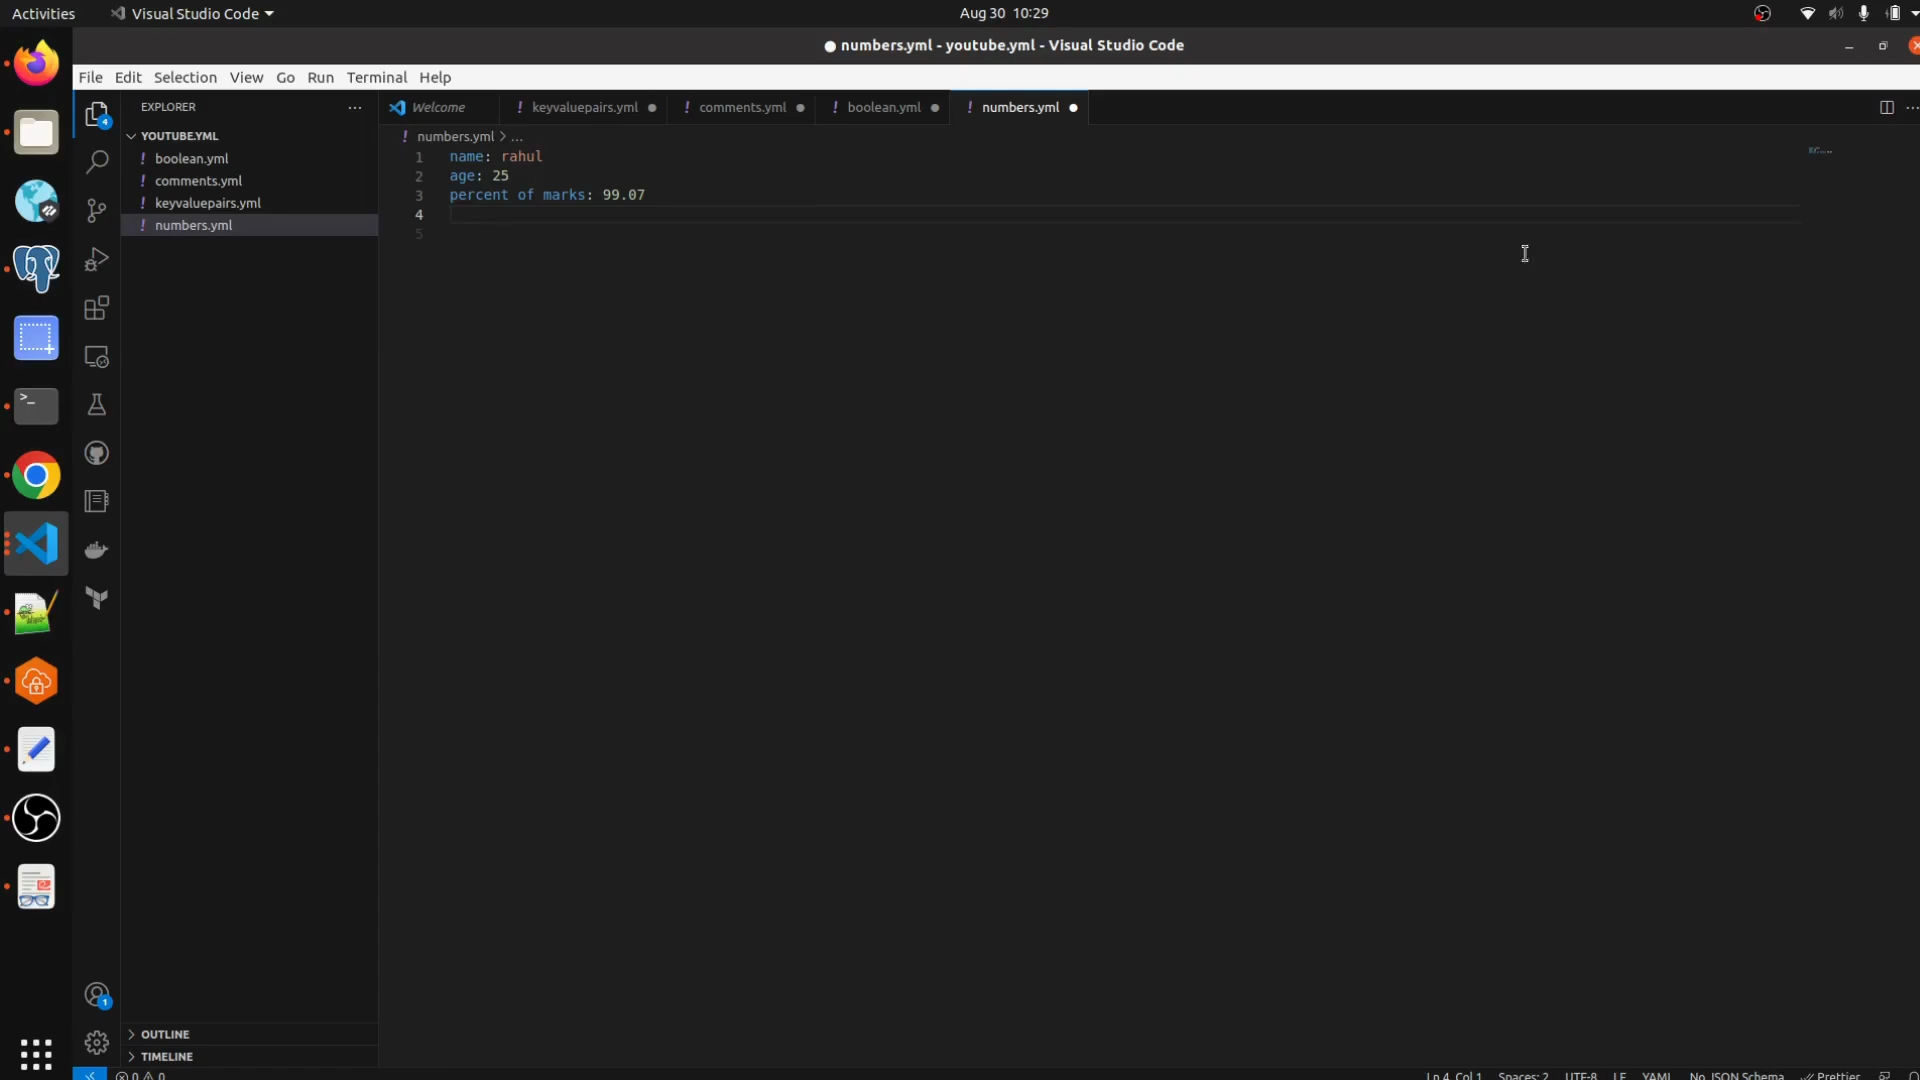 Activities
Visual Studio Code
Aug 30 10:29
numbers.yml - youtube.yml - Visual Studio Code
File Edit Selection View Go Run Terminal Help
EXPLORER
Welcome
keyvaluepairs.yml
comments.yml
boolean.yml
numbers.yml
YOUTUBE.YML
boolean.yml
comments.yml
keyvaluepairs.yml
numbers.yml
numbers.yml > ...
1 name: rahul
2 age: 25
3 percent of marks: 99.07
4
5
4
1
OUTLINE
TIMELINE
0 0
Ln 4, Col 1 Spaces: 2 UTF-8 LF YAML No JSON Schema Prettier